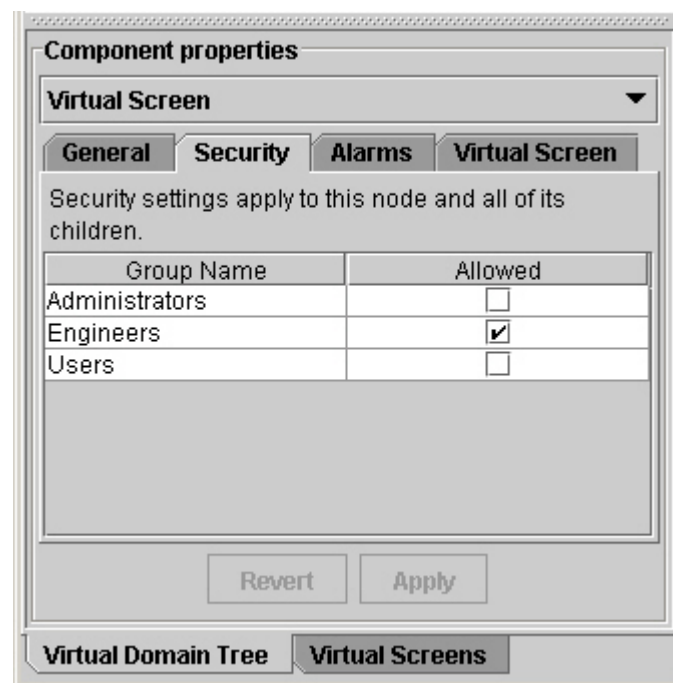 Component properties
Virtual Screen
General Security Alarms Virtual Screen
Security settings apply to this node and all of its
children.
Group Name Allowed
Administrators
Engineers
Users
Revert Apply
Virtual Domain Tree Virtual Screens